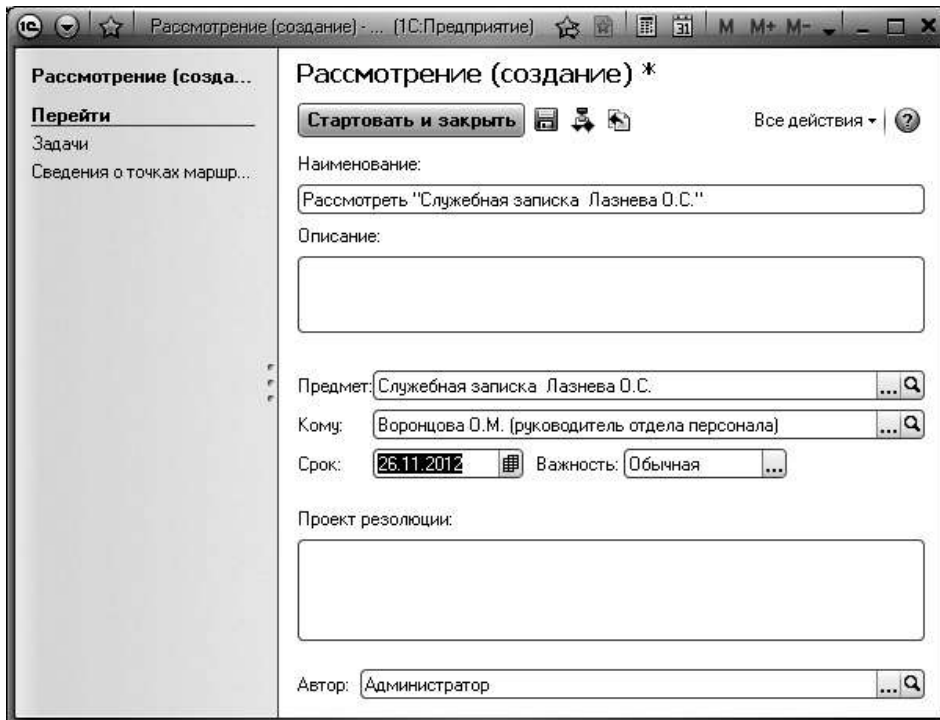 1С Рассмотрение (создание) - ... (1С:Предприятие) 31 M M+ M-
Рассмотрение (созда...
Перейти
Задачи
Сведения о точках маршр...
Рассмотрение (создание) *
Стартовать и закрыть Все действия ?
Наименование:
Рассмотреть "Служебная записка Лазнева О.С."
Описание:
Предмет: Служебная записка Лазнева О.С. ...
Кому: Воронцова О.М. (руководитель отдела персонала) ...
Срок: 26.11.2012 Важность: Обычная ...
Проект резолюции:
Автор: Администратор ...